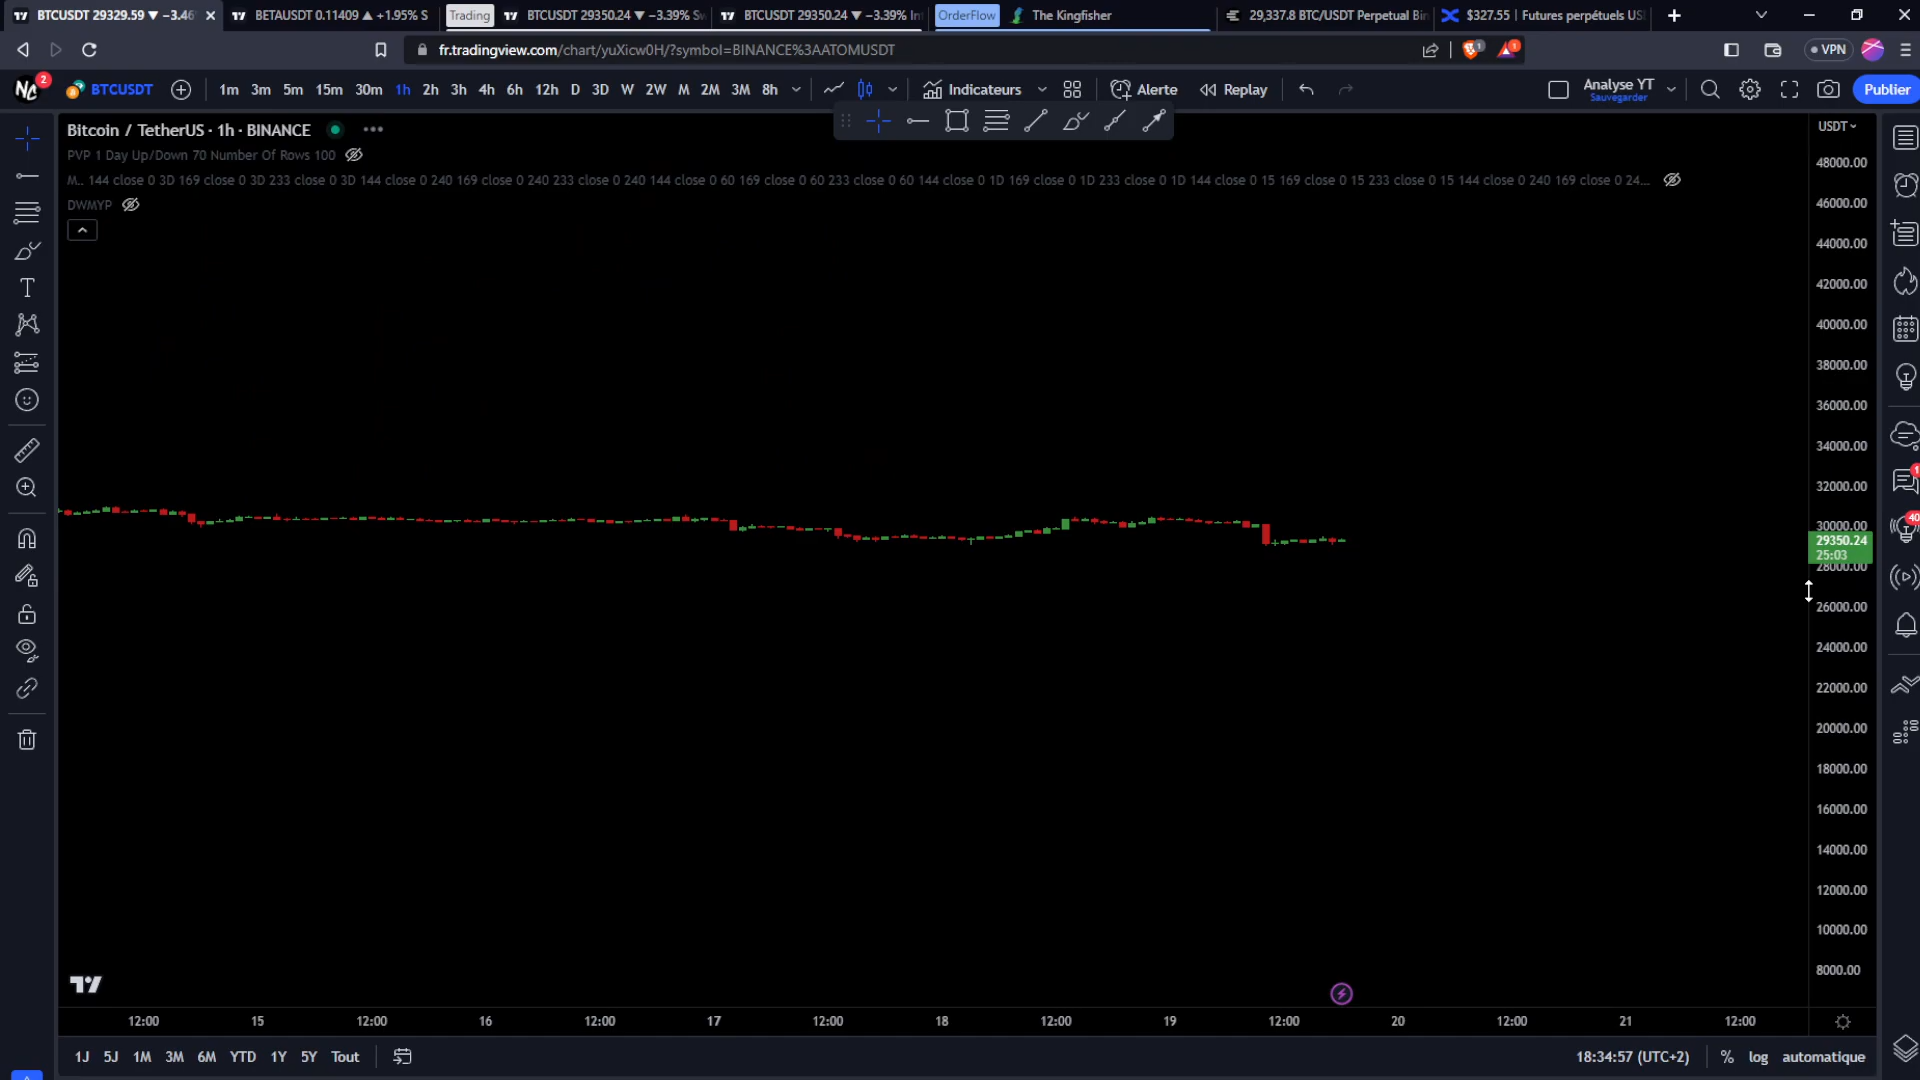 BTCUSDT 29329.59 ▼ −3.46
BETAUSDT 0.11409 ▲ +1.95% S
Trading
BTCUSDT 29350.24 ▼ −3.39% Sv
BTCUSDT 29350.24 ▼ −3.39% In
OrderFlow
The Kingfisher
29,337.8 BTC/USDT Perpetual Bin
$327.55 | Futures perpétuels US
fr.tradingview.com/chart/yuXicw0H/?symbol=BINANCE%3AATOMUSDT
1
1
VPN
NC
2
BTCUSDT
1m 3m 5m 15m 30m 1h 2h 3h 4h 6h 12h D 3D W 2W M 2M 3M 8h
Indicateurs
Alerte
Replay
Analyse YT
Sauvegarder
Publier
Bitcoin / TetherUS · 1h · BINANCE
PVP 1 Day Up/Down 70 Number Of Rows 100
M.. 144 close 0 3D 169 close 0 3D 233 close 0 3D 144 close 0 240 169 close 0 240 233 close 0 240 144 close 0 60 169 close 0 60 233 close 0 60 144 close 0 1D 169 close 0 1D 233 close 0 1D 144 close 0 15 169 close 0 15 233 close 0 15 144 close 0 240 169 close 0 24...
DWMYP
USDT
48000.00
46000.00
44000.00
42000.00
40000.00
38000.00
36000.00
34000.00
32000.00
30000.00
29350.24
25:03
28000.00
26000.00
24000.00
22000.00
20000.00
18000.00
16000.00
14000.00
12000.00
10000.00
8000.00
1
40
12:00 15 12:00 16 12:00 17 12:00 18 12:00 19 12:00 20 12:00 21 12:00
1J 5J 1M 3M 6M YTD 1Y 5Y Tout
18:34:57 (UTC+2)
% log automatique